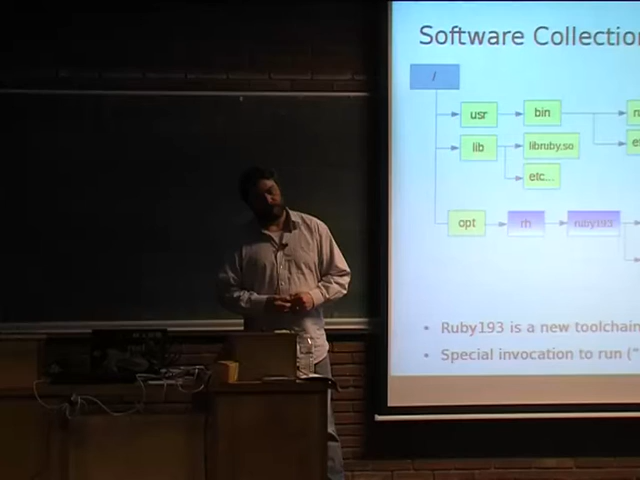 Software Collection
/
usr
bin
lib
libruby.so
etc...
opt
rh
ruby193
Ruby193 is a new toolchain
Special invocation to run ("